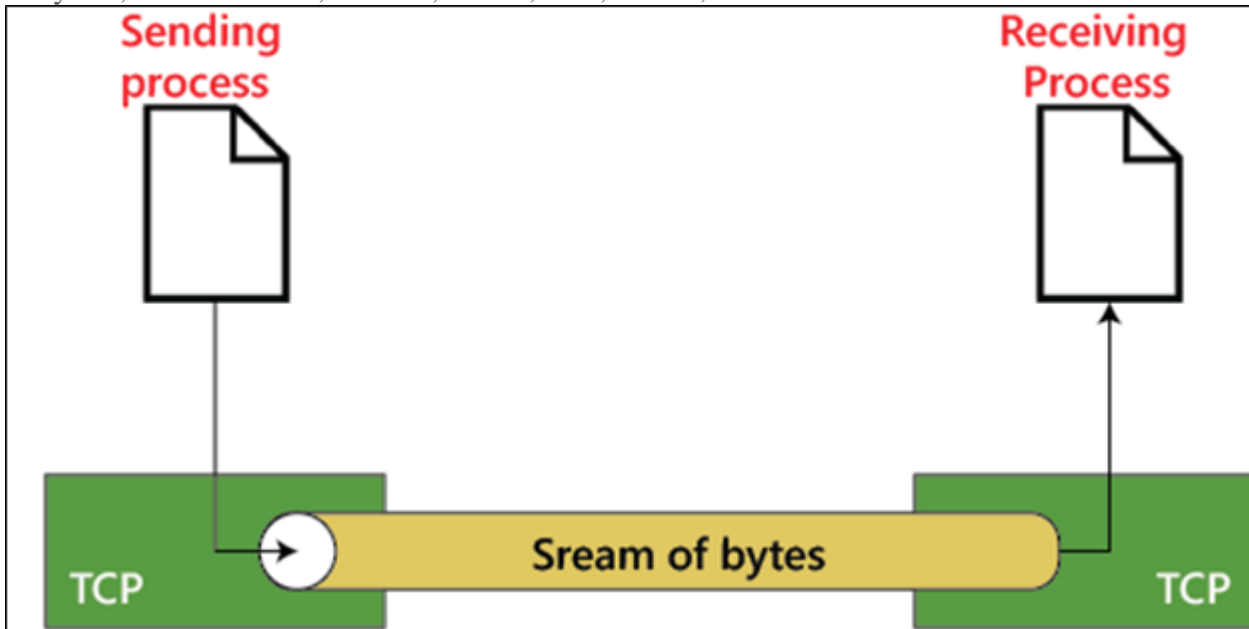 Sending
process
Receiving
Process
Sream of bytes
TCP
TCP